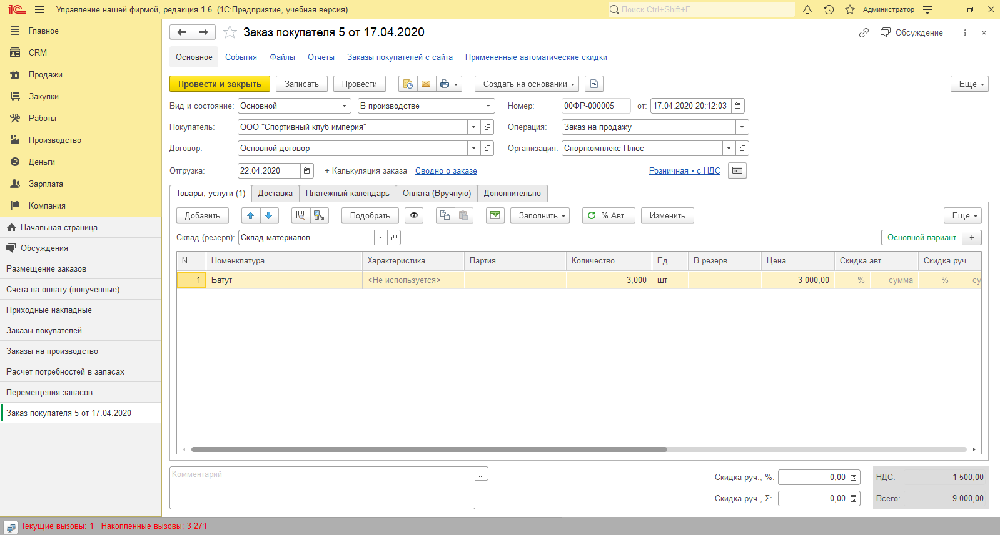 1С Управление нашей фирмой, редакция 1.6 (1С:Предприятие, учебная версия) Поиск Ctrl+Shift+F Администратор
Главное
CRM
Продажи
Закупки
Работы
Производство
Деньги
Зарплата
Компания
Начальная страница
Обсуждения
Размещение заказов
Счета на оплату (полученные)
Приходные накладные
Заказы покупателей
Заказы на производство
Расчет потребностей в запасах
Перемещения запасов
Заказ покупателя 5 от 17.04.2020
Заказ покупателя 5 от 17.04.2020 Обсуждение
Основное События Файлы Отчеты Заказы покупателей с сайта Примененные автоматические скидки
Провести и закрыть Записать Провести Создать на основании Еще
Вид и состояние: Основной В производстве Номер: 00ФР-000005 от: 17.04.2020 20:12:03
Покупатель: ООО "Спортивный клуб империя" Операция: Заказ на продажу
Договор: Основной договор Организация: Спорткомплекс Плюс
Отгрузка: 22.04.2020 + Калькуляция заказа Сводно о заказе Розничная • с НДС
Товары, услуги (1) Доставка Платежный календарь Оплата (Вручную) Дополнительно
Добавить Подобрать Заполнить % Авт. Изменить Еще
Склад (резерв): Склад материалов Основной вариант +
N Номенклатура Характеристика Партия Количество Ед. В резерв Цена Скидка авт. Скидка руч.
1 Батут <Не используется> 3,000 шт 3 000,00 % сумма % су
Комментарий ...
Скидка руч., %: 0,00 НДС: 1 500,00
Скидка руч., Σ: 0,00 Всего: 9 000,00
Текущие вызовы: 1 Накопленные вызовы: 3 271